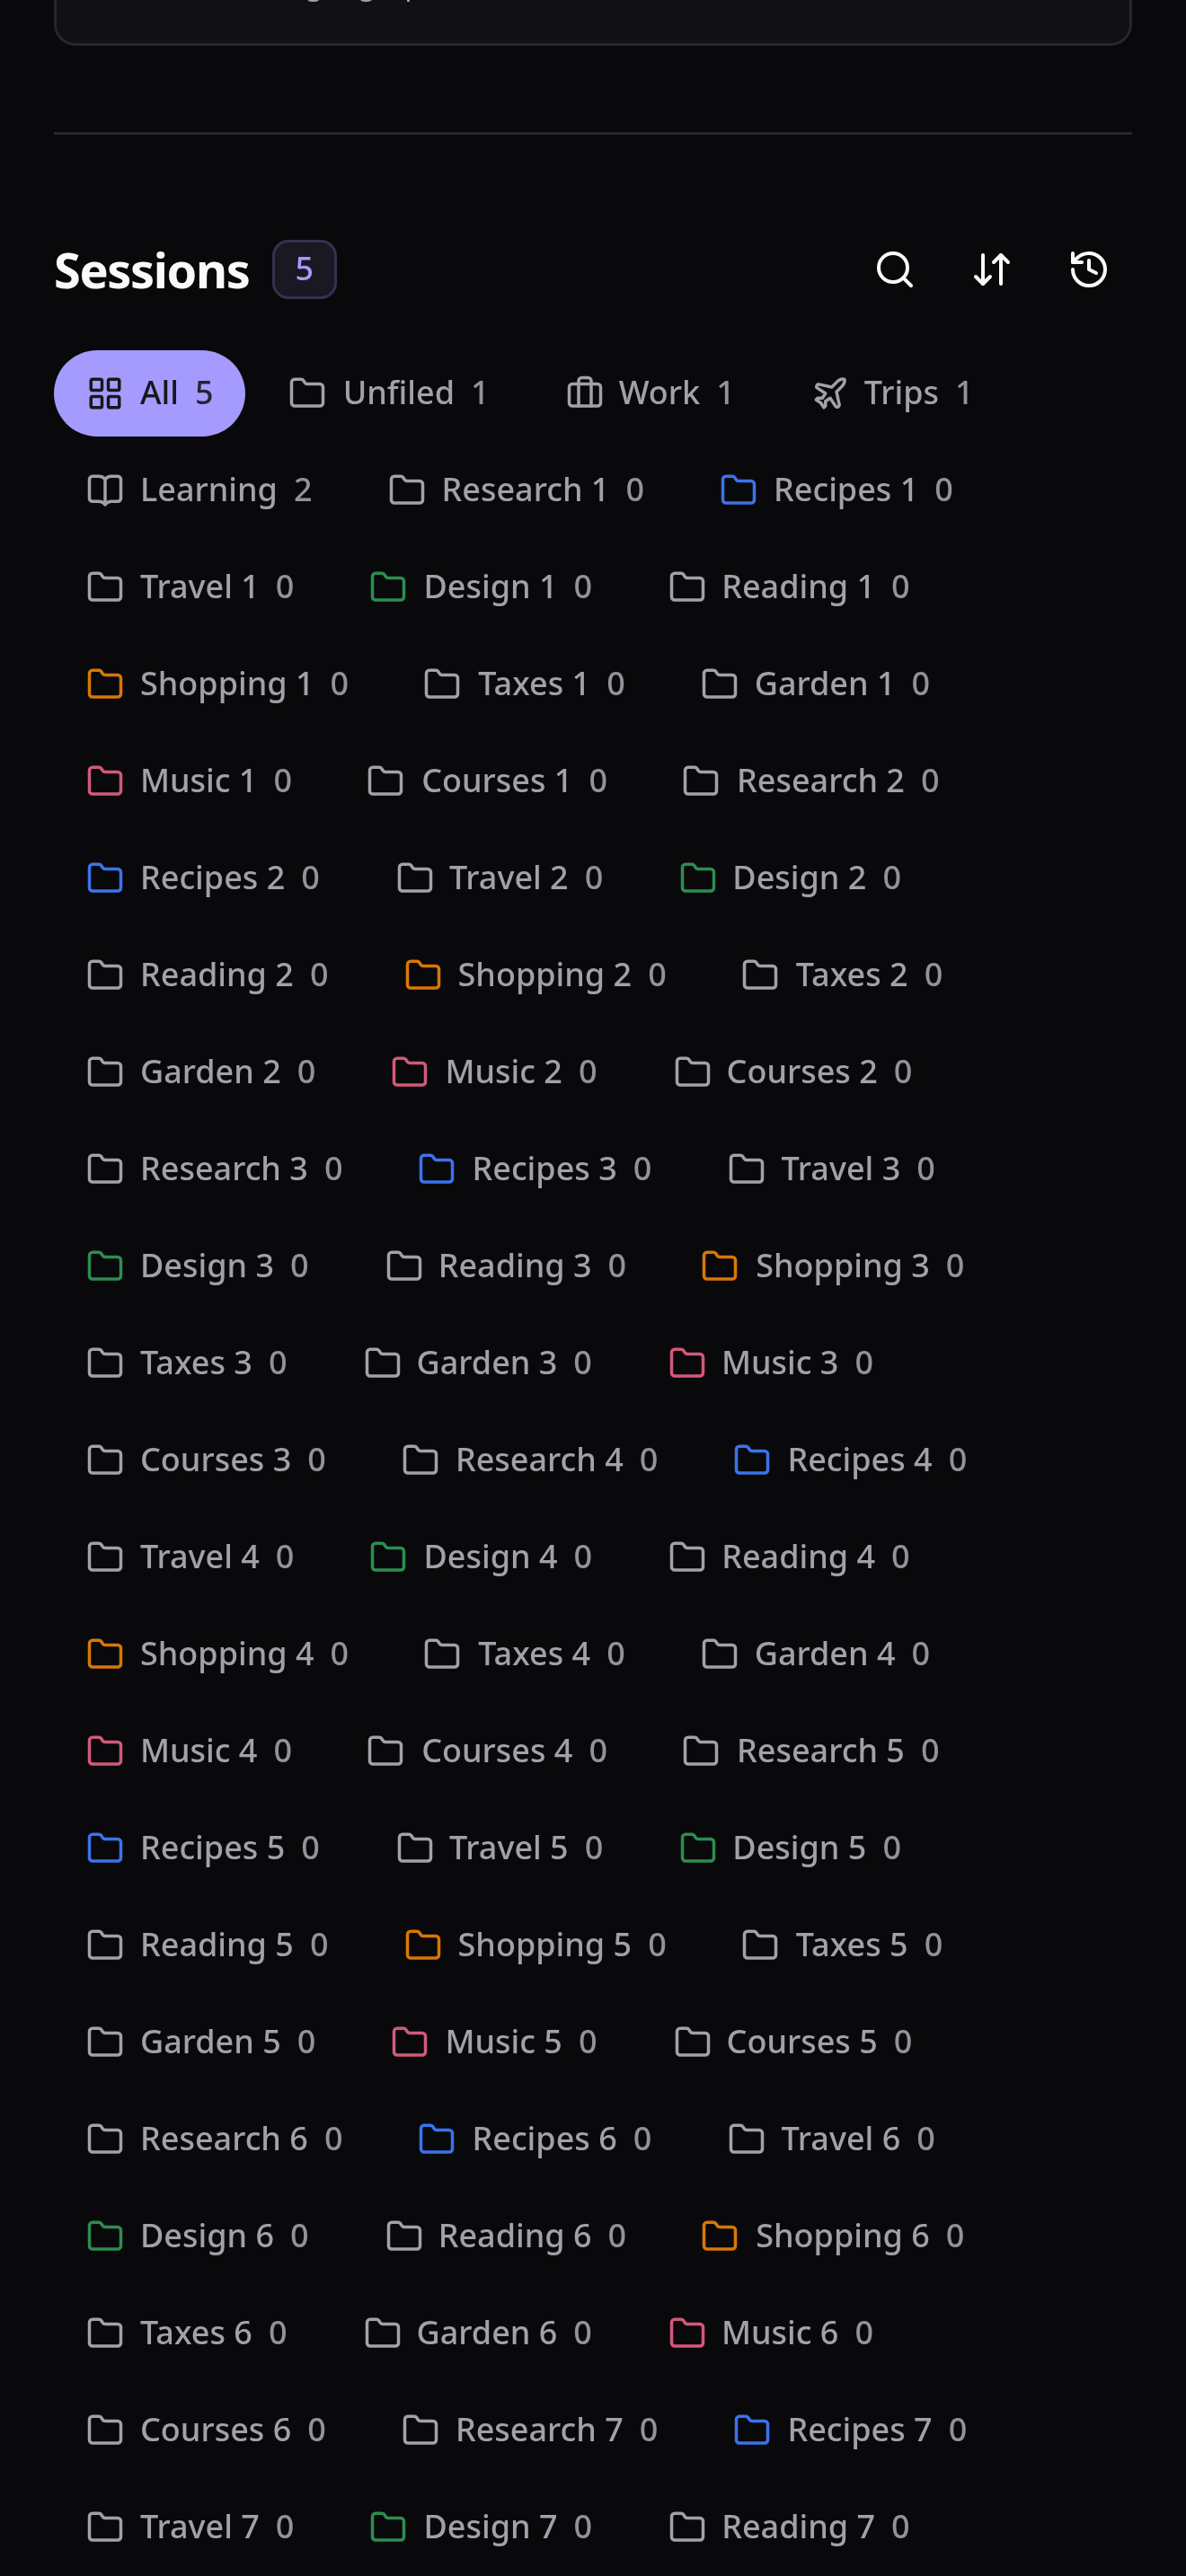 Sessions 5
All 5 Unfiled 1 Work 1 Trips 1
Learning 2 Research 1 0 Recipes 1 0
Travel 1 0 Design 1 0 Reading 1 0
Shopping 1 0 Taxes 1 0 Garden 1 0
Music 1 0 Courses 1 0 Research 2 0
Recipes 2 0 Travel 2 0 Design 2 0
Reading 2 0 Shopping 2 0 Taxes 2 0
Garden 2 0 Music 2 0 Courses 2 0
Research 3 0 Recipes 3 0 Travel 3 0
Design 3 0 Reading 3 0 Shopping 3 0
Taxes 3 0 Garden 3 0 Music 3 0
Courses 3 0 Research 4 0 Recipes 4 0
Travel 4 0 Design 4 0 Reading 4 0
Shopping 4 0 Taxes 4 0 Garden 4 0
Music 4 0 Courses 4 0 Research 5 0
Recipes 5 0 Travel 5 0 Design 5 0
Reading 5 0 Shopping 5 0 Taxes 5 0
Garden 5 0 Music 5 0 Courses 5 0
Research 6 0 Recipes 6 0 Travel 6 0
Design 6 0 Reading 6 0 Shopping 6 0
Taxes 6 0 Garden 6 0 Music 6 0
Courses 6 0 Research 7 0 Recipes 7 0
Travel 7 0 Design 7 0 Reading 7 0